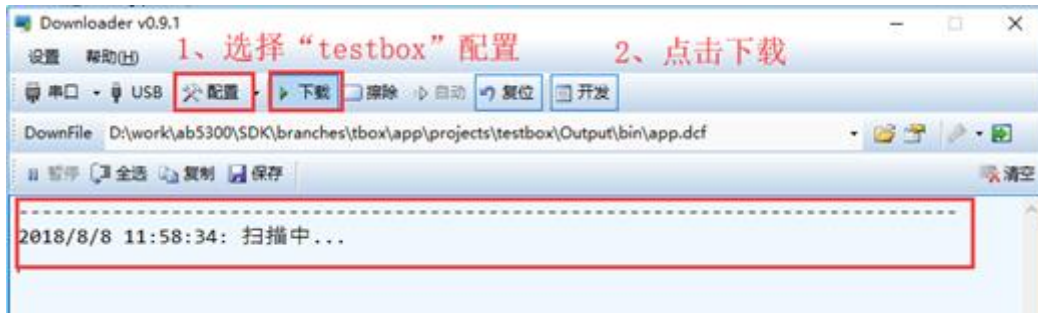 Downloader v0.9.1
设置 帮助(H) 1、选择“testbox”配置 2、点击下载
串口 USB 配置 下载 擦除 自动 复位 开发
DownFile D:\work\ab5300\SDK\branches\tbox\app\projects\testbox\Output\bin\app.dcf
暂停 全选 复制 保存 清空
2018/8/8 11:58:34: 扫描中...